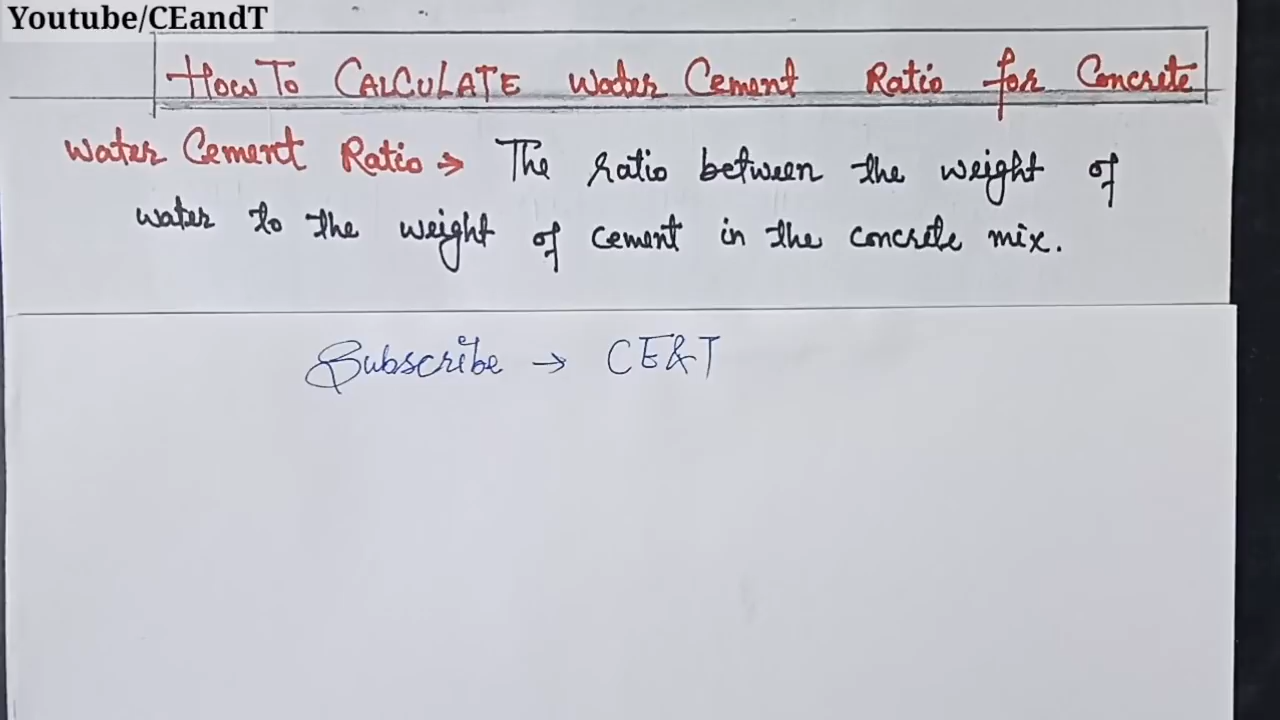 Youtube/CEandT
How To CALCULATE Water Cement Ratio for Concrete
Water Cement Ratio → The ratio between the weight of
water to the weight of cement in the concrete mix.
Subscribe → CE&T